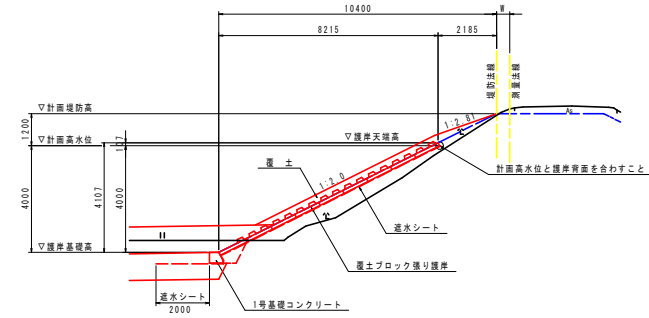 10400
W
8215
2185
堤防法線
測量法線
▽計画堤防高
1200
107
▽計画高水位
▽護岸天端高
1:2.81
Ac
計画高水位と護岸背面を合わすこと
覆 土
1:2.0
4000
4107
4000
遮水シート
▽護岸基礎高
覆土ブロック張り護岸
遮水シート
1号基礎コンクリート
2000